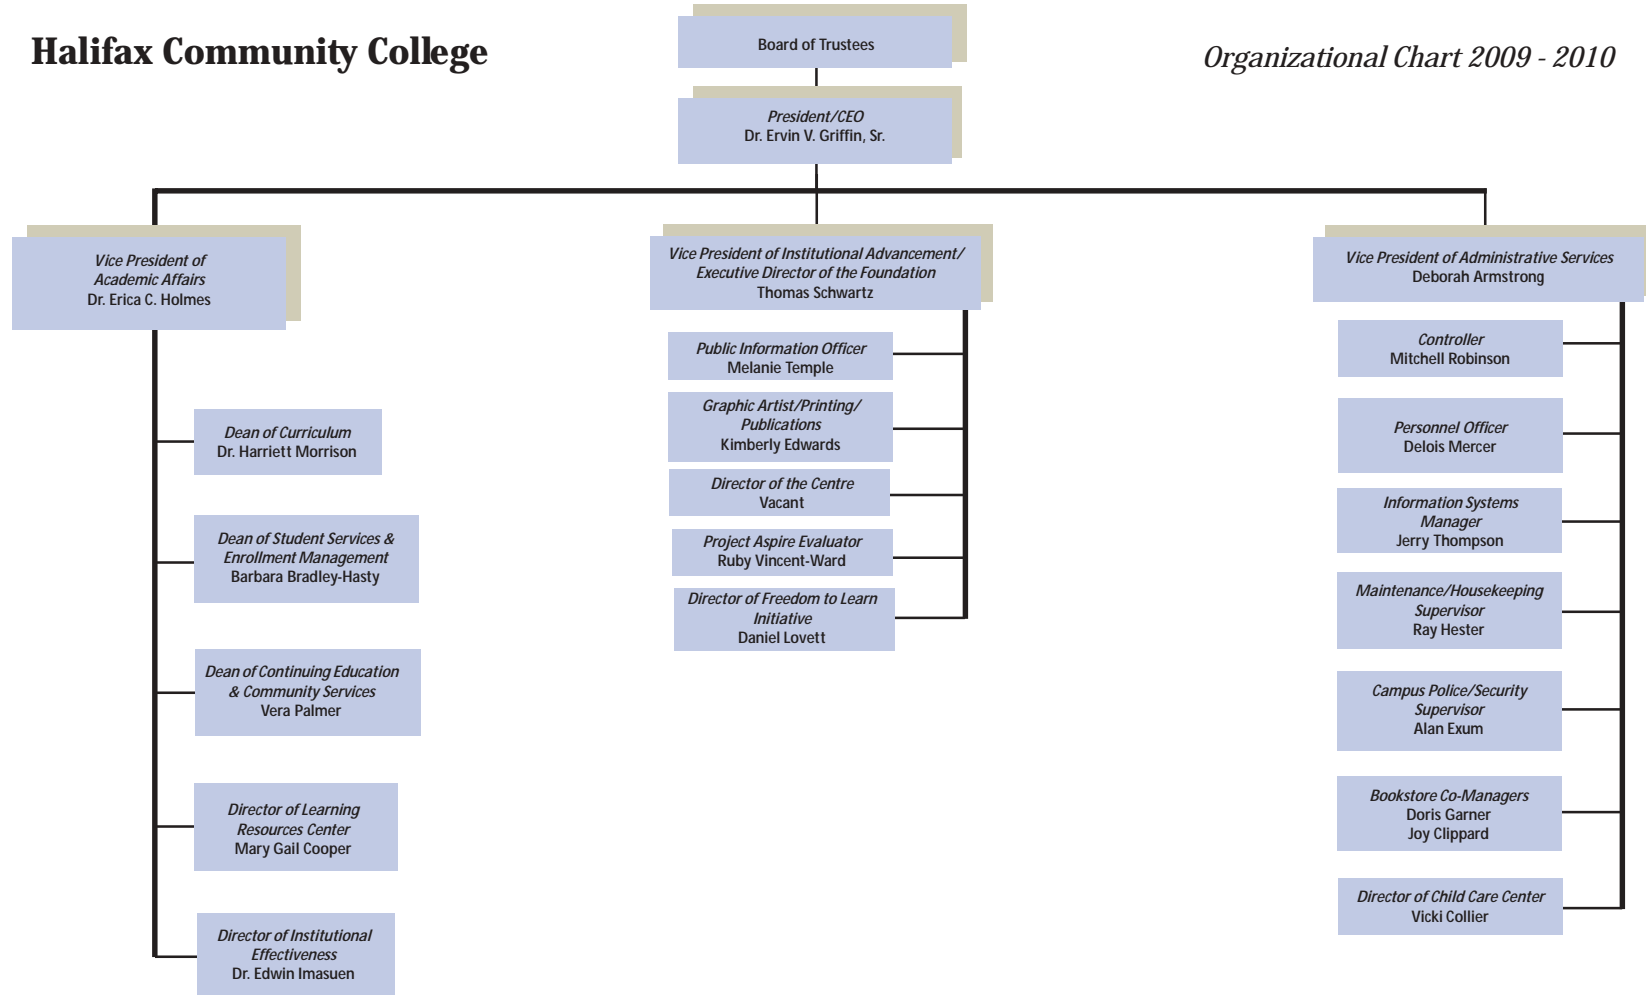 Halifax Community College
Organizational Chart 2009 - 2010
Board of Trustees
President/CEO
Dr. Ervin V. Griffin, Sr.
Vice President of
Academic Affairs
Dr. Erica C. Holmes
Dean of Curriculum
Dr. Harriett Morrison
Dean of Student Services &
Enrollment Management
Barbara Bradley-Hasty
Dean of Continuing Education
& Community Services
Vera Palmer
Director of Learning
Resources Center
Mary Gail Cooper
Director of Institutional
Effectiveness
Dr. Edwin Imasuen
Vice President of Institutional Advancement/
Executive Director of the Foundation
Thomas Schwartz
Public Information Officer
Melanie Temple
Graphic Artist/Printing/
Publications
Kimberly Edwards
Director of the Centre
Vacant
Project Aspire Evaluator
Ruby Vincent-Ward
Director of Freedom to Learn
Initiative
Daniel Lovett
Vice President of Administrative Services
Deborah Armstrong
Controller
Mitchell Robinson
Personnel Officer
Delois Mercer
Information Systems
Manager
Jerry Thompson
Maintenance/Housekeeping
Supervisor
Ray Hester
Campus Police/Security
Supervisor
Alan Exum
Bookstore Co-Managers
Doris Garner
Joy Clippard
Director of Child Care Center
Vicki Collier